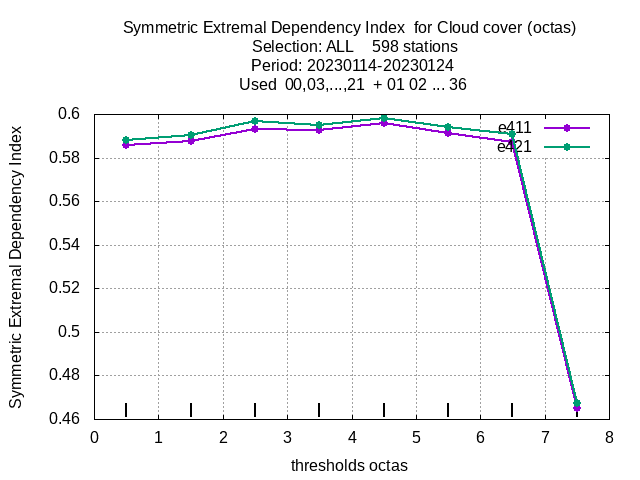 Symmetric Extremal Dependency Index  for Cloud cover (octas)
Selection: ALL    598 stations
Period: 20230114-20230124
Used  00,03,...,21  + 01 02 ... 36
Symmetric Extremal Dependency Index
0.6
0.58
0.56
0.54
0.52
0.5
0.48
0.46
e411
e421
0 1 2 3 4 5 6 7 8
thresholds octas